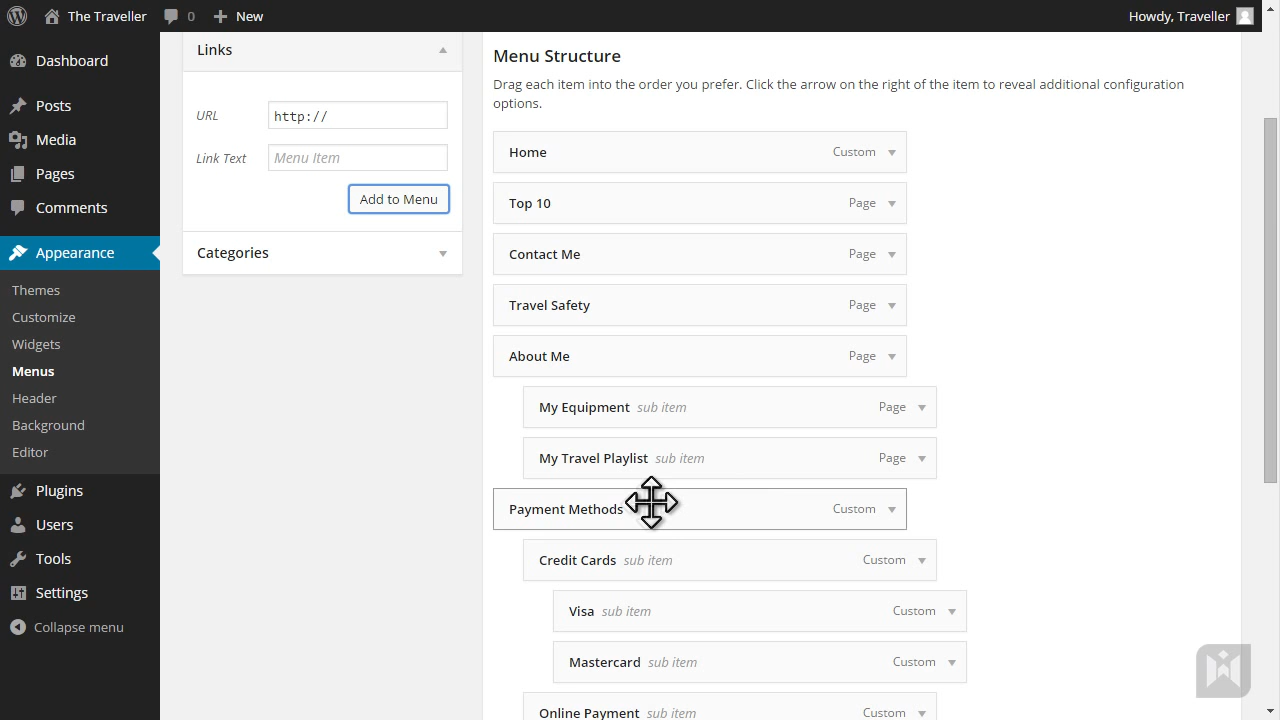 The Traveller
0
New
Howdy, Traveller
Dashboard
Posts
Media
Pages
Comments
Appearance
Themes
Customize
Widgets
Menus
Header
Background
Editor
Plugins
Users
Tools
Settings
Collapse menu
Links
URL http://
Link Text Menu Item
Add to Menu
Categories
Menu Structure
Drag each item into the order you prefer. Click the arrow on the right of the item to reveal additional configuration
options.
Home Custom
Top 10 Page
Contact Me Page
Travel Safety Page
About Me Page
My Equipment sub item Page
My Travel Playlist sub item Page
Payment Methods Custom
Credit Cards sub item Custom
Visa sub item Custom
Mastercard sub item Custom
Online Payment sub item Custom